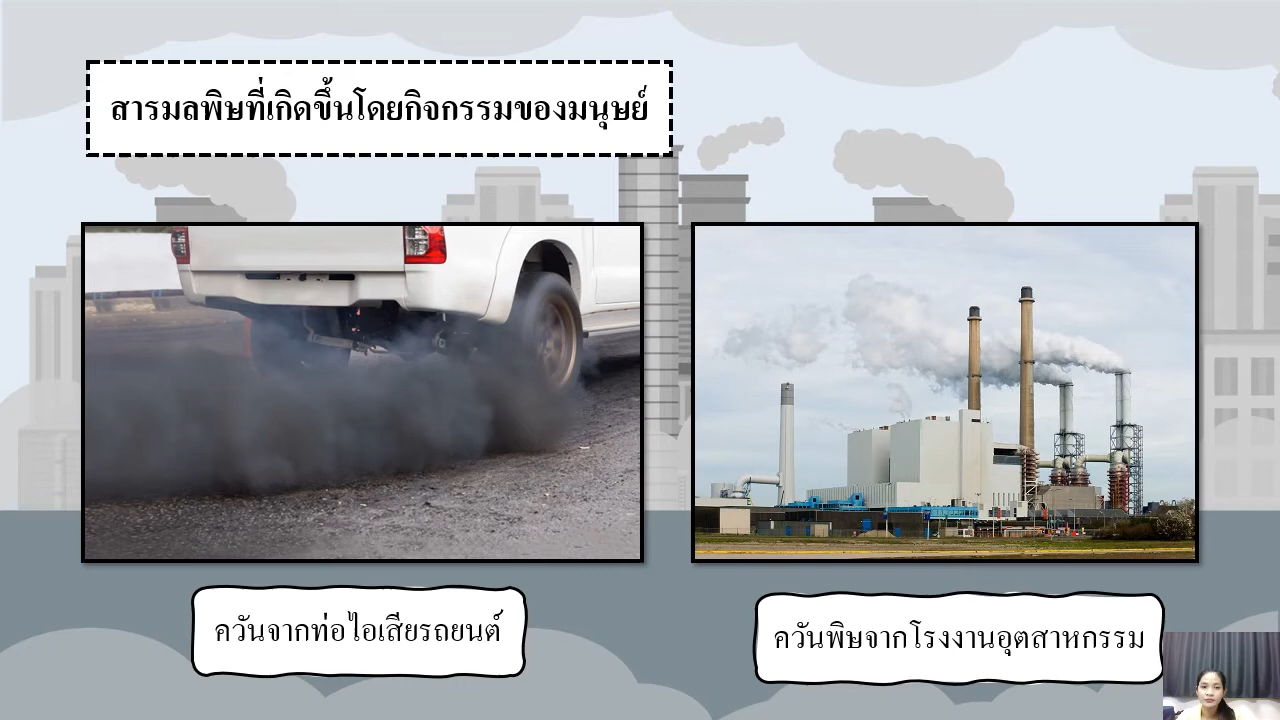 สารมลพิษที่เกิดขึ้นโดยกิจกรรมของมนุษย์
ควันจากท่อไอเสียรถยนต์
ควันพิษจากโรงงานอุตสาหกรรม